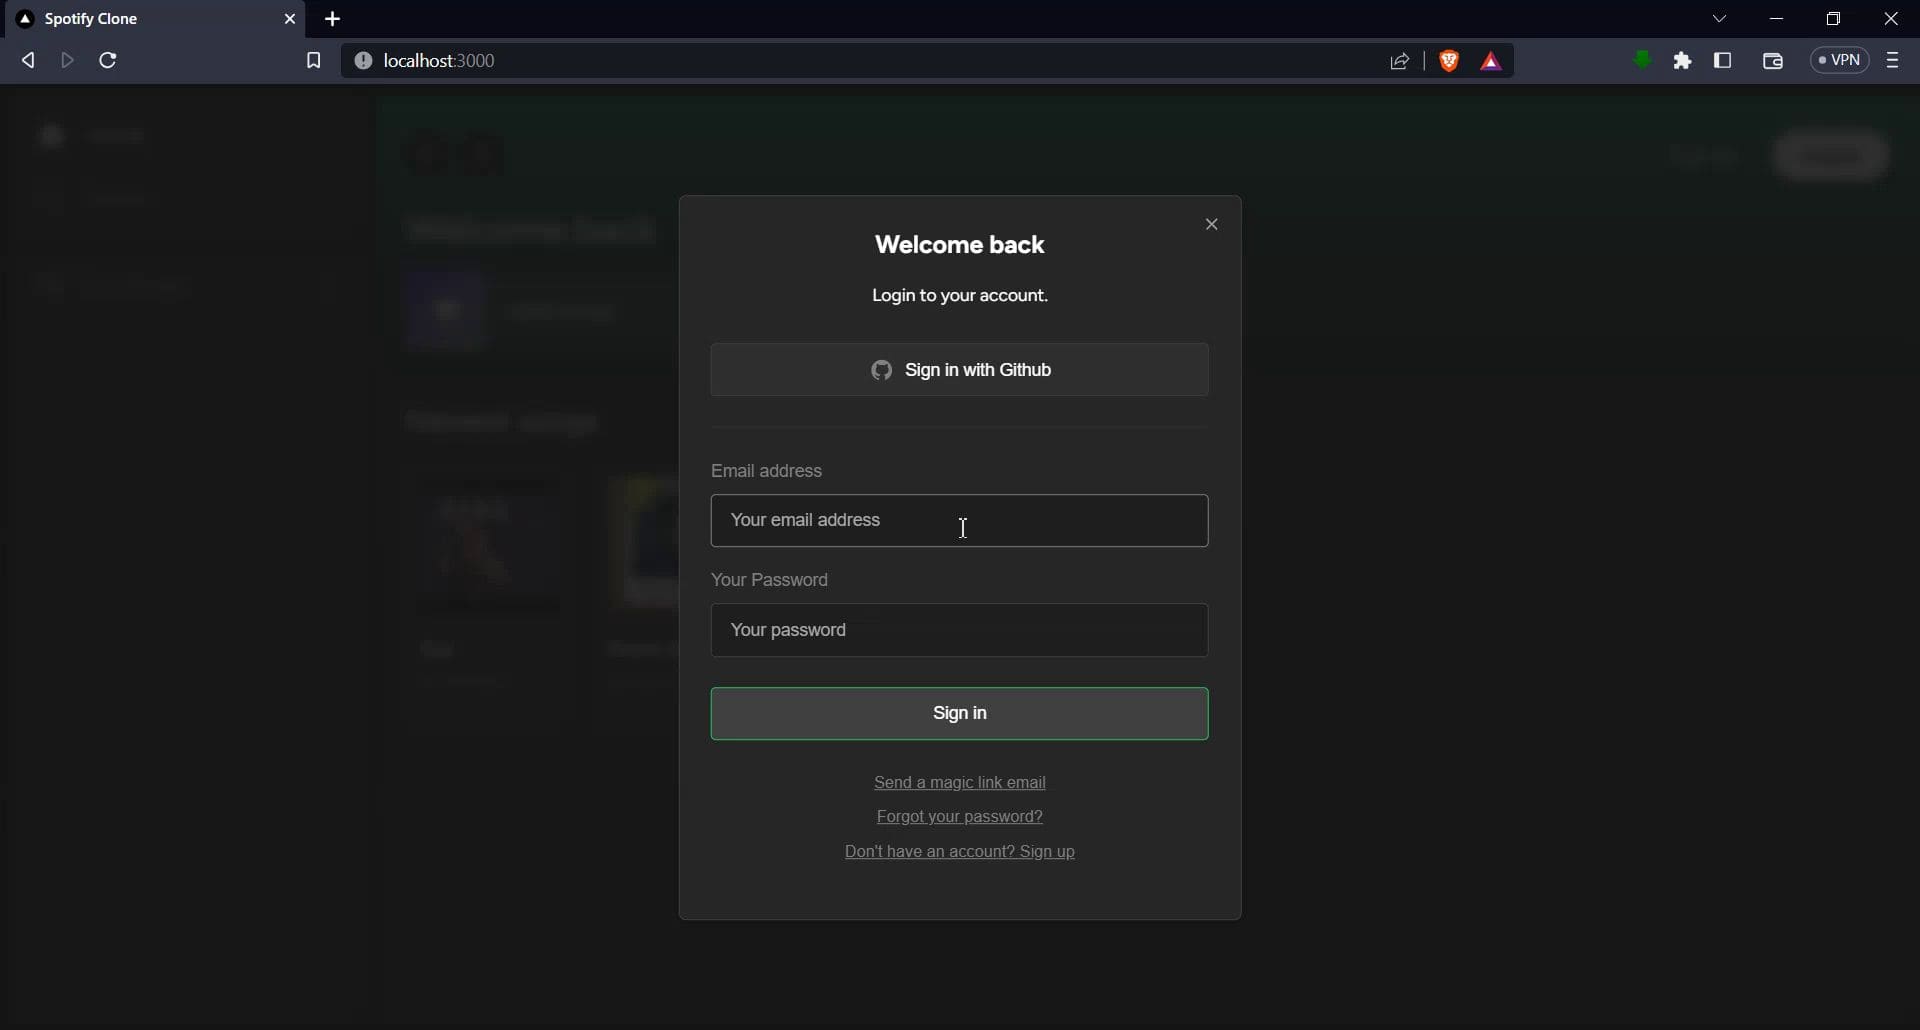 Spotify Clone
localhost:3000
VPN
Welcome back
Login to your account.
Sign in with Github
Email address
Your email address
Your Password
Your password
Sign in
Send a magic link email
Forgot your password?
Don't have an account? Sign up